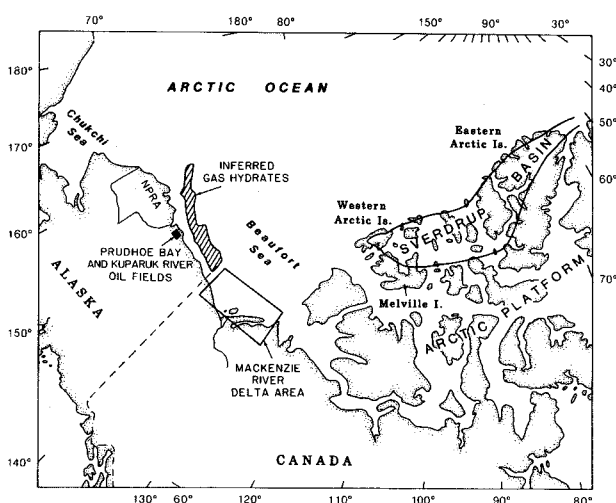 70° 180° 80° 150° 90° 30°
180°
30°
ARCTIC OCEAN
40°
Chukchi
Sea
50°
Eastern
Arctic Is.
170°
INFERRED
GAS HYDRATES
BASIN
60°
NPRA
Western
Arctic Is.
Beaufort
Sea
SVERDRUP
160°
PRUDHOE BAY
AND KUPARUK RIVER
OIL FIELDS
70°
ALASKA
Melville I.
ARCTIC PLATFORM
150°
MACKENZIE
RIVER
DELTA AREA
140°
CANADA
130° 60° 120° 110° 100° 90° 80°